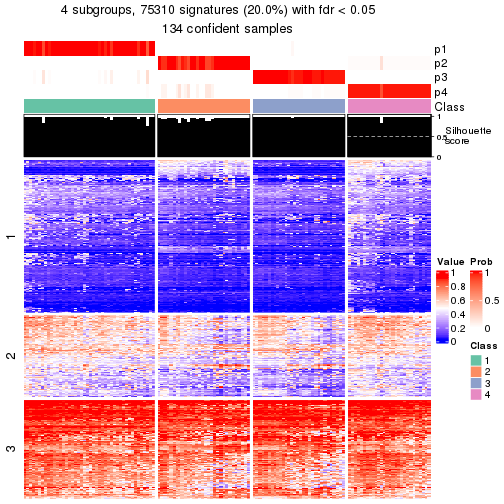 4 subgroups, 75310 signatures (20.0%) with fdr < 0.05
134 confident samples
p1
p2
p3
p4
Class
1
0.5
0
Silhouette
score
1
2
3
Value
1
0.8
0.6
0.4
0.2
0
Prob
1
0.5
0
Class
1
2
3
4